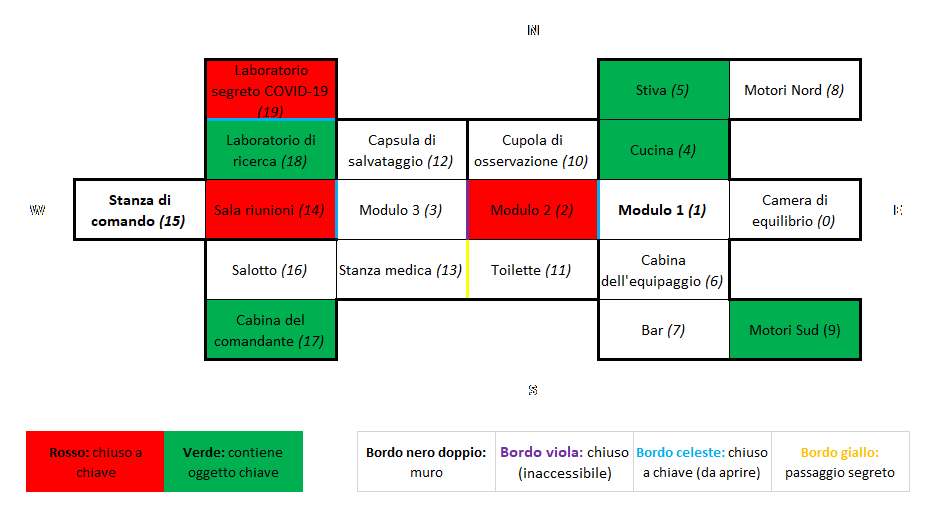 N
Laboratorio
segreto COVID-19
(19)
Stiva (5)
Motori Nord (8)
Laboratorio di
ricerca (18)
Capsula di
salvataggio (12)
Cupola di
osservazione (10)
Cucina (4)
W
Stanza di
comando (15)
Sala riunioni (14)
Modulo 3 (3)
Modulo 2 (2)
Modulo 1 (1)
Camera di
equilibrio (0)
E
Salotto (16)
Stanza medica (13)
Toilette (11)
Cabina
dell'equipaggio (6)
Cabina del
comandante (17)
Bar (7)
Motori Sud (9)
S
Rosso: chiuso a
chiave
Verde: contiene
oggetto chiave
Bordo nero doppio:
muro
Bordo viola: chiuso
(inaccessibile)
Bordo celeste: chiuso
a chiave (da aprire)
Bordo giallo:
passaggio segreto